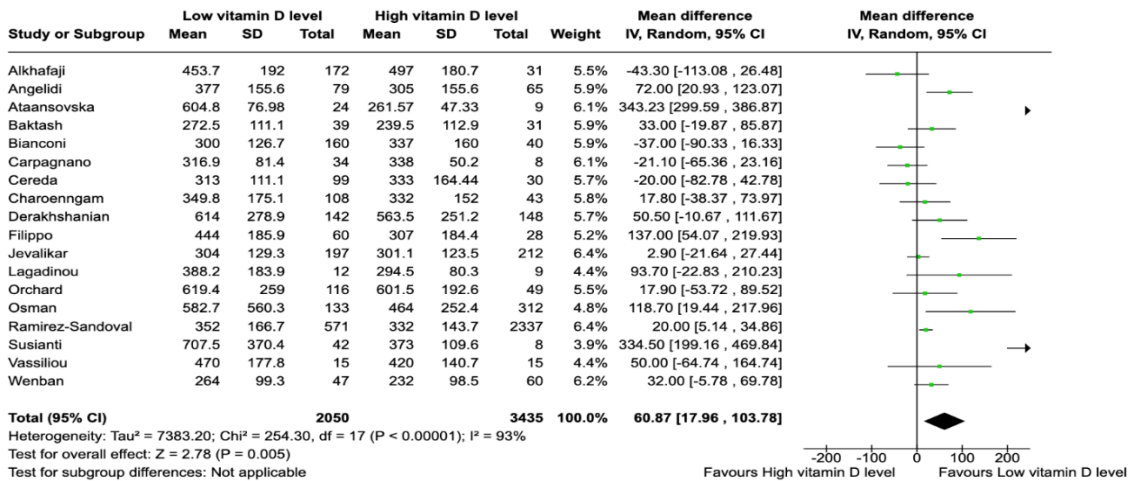 Low vitamin D level High vitamin D level Mean difference Mean difference
Study or Subgroup Mean SD Total Mean SD Total Weight IV, Random, 95% CI IV, Random, 95% CI
Alkhafaji 453.7 192 172 497 180.7 31 5.5% -43.30 [-113.08 , 26.48]
Angelidi 377 155.6 79 305 155.6 65 5.9% 72.00 [20.93 , 123.07]
Ataansovska 604.8 76.98 24 261.57 47.33 9 6.1% 343.23 [299.59 , 386.87]
Baktash 272.5 111.1 39 239.5 112.9 31 5.9% 33.00 [-19.87 , 85.87]
Bianconi 300 126.7 160 337 160 40 5.9% -37.00 [-90.33 , 16.33]
Carpagnano 316.9 81.4 34 338 50.2 8 6.1% -21.10 [-65.36 , 23.16]
Cereda 313 111.1 99 333 164.44 30 5.7% -20.00 [-82.78 , 42.78]
Charoenngam 349.8 175.1 108 332 152 43 5.8% 17.80 [-38.37 , 73.97]
Derakhshanian 614 278.9 142 563.5 251.2 148 5.7% 50.50 [-10.67 , 111.67]
Filippo 444 185.9 60 307 184.4 28 5.2% 137.00 [54.07 , 219.93]
Jevalikar 304 129.3 197 301.1 123.5 212 6.3% 2.90 [-21.64 , 27.44]
Lagadinou 388.2 183.9 12 294.5 80.3 9 4.4% 93.70 [-22.83 , 210.23]
Orchard 619.4 259 116 601.5 192.6 49 5.5% 17.90 [-53.72 , 89.52]
Osman 582.7 560.3 133 464 252.4 312 4.8% 118.70 [19.44 , 217.96]
Ramirez-Sandoval 352 166.7 571 332 143.7 2337 6.4% 20.00 [5.14 , 34.86]
Susianti 707.5 370.4 42 373 109.6 8 3.9% 334.50 [199.16 , 469.84]
Vassiliou 470 177.8 15 420 140.7 15 4.4% 50.00 [-64.74 , 164.74]
Wenban 264 99.3 47 232 98.5 60 6.2% 32.00 [-5.78 , 69.78]
Total (95% CI) 2050 3435 100.0% 60.87 [17.96 , 103.78]
Heterogeneity: Tau² = 7383.20; Chi² = 254.30, df = 17 (P < 0.00001); I² = 93%
Test for overall effect: Z = 2.78 (P = 0.005)
Test for subgroup differences: Not applicable
-200 -100 0 100 200
Favours High vitamin D level Favours Low vitamin D level